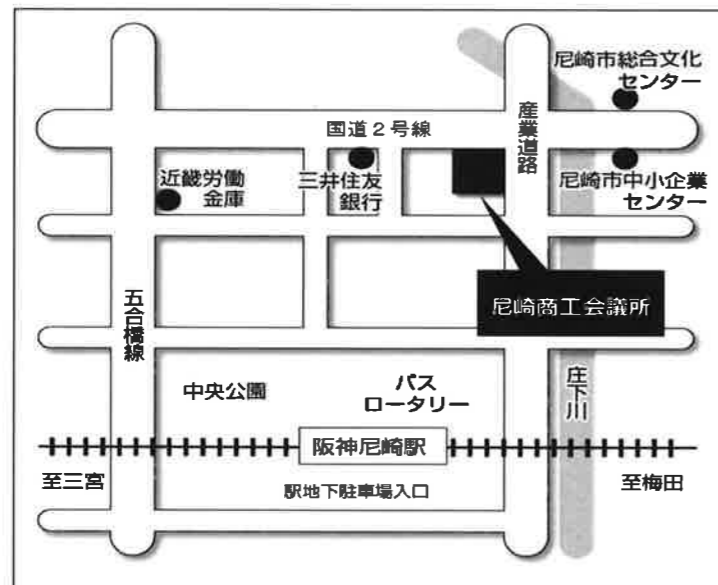 尼崎市総合文化
センター
産業道路
国道2号線
近畿労働
金庫
三井住友
銀行
尼崎市中小企業
センター
尼崎商工会議所
五合橋線
中央公園
バス
ロータリー
庄下川
阪神尼崎駅
至三宮
至梅田
駅地下駐車場入口